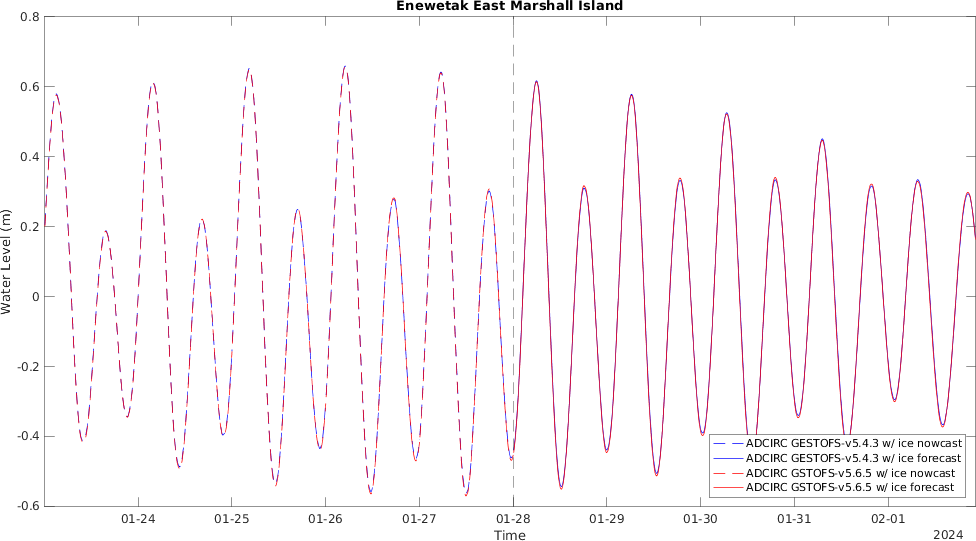 Enewetak East Marshall Island
0.8
0.6
0.4
0.2
0
-0.2
-0.4
-0.6
Water Level (m)
ADCIRC GESTOFS-v5.4.3 w/ ice nowcast
ADCIRC GESTOFS-v5.4.3 w/ ice forecast
ADCIRC GSTOFS-v5.6.5 w/ ice nowcast
ADCIRC GSTOFS-v5.6.5 w/ ice forecast
01-24 01-25 01-26 01-27 01-28 01-29 01-30 01-31 02-01
Time
2024